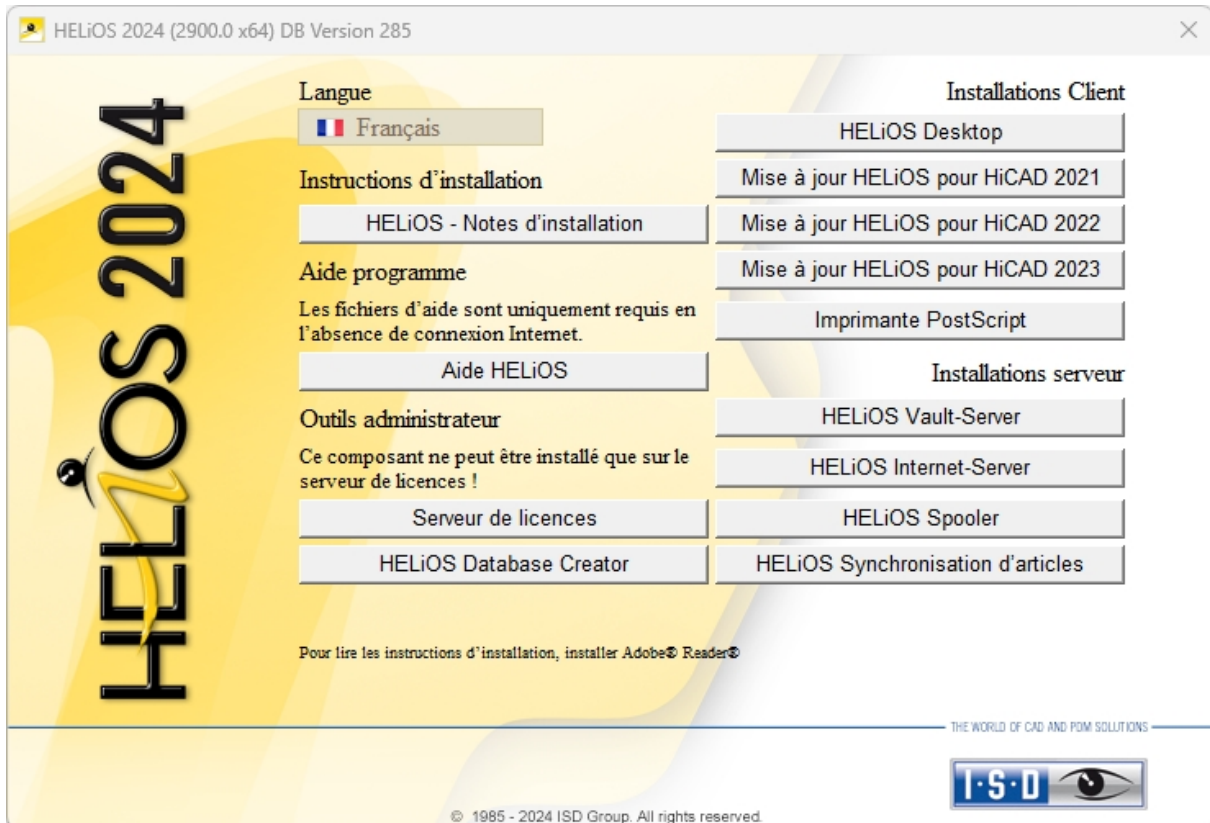 HELiOS 2024 (2900.0 x64) DB Version 285
HELiOS 2024
Langue
Français
Instructions d'installation
HELiOS - Notes d'installation
Aide programme
Les fichiers d'aide sont uniquement requis en
l'absence de connexion Internet.
Aide HELiOS
Outils administrateur
Ce composant ne peut être installé que sur le
serveur de licences !
Serveur de licences
HELiOS Database Creator
Pour lire les instructions d'installation, installer Adobe® Reader®
Installations Client
HELiOS Desktop
Mise à jour HELiOS pour HiCAD 2021
Mise à jour HELiOS pour HiCAD 2022
Mise à jour HELiOS pour HiCAD 2023
Imprimante PostScript
Installations serveur
HELiOS Vault-Server
HELiOS Internet-Server
HELiOS Spooler
HELiOS Synchronisation d'articles
THE WORLD OF CAD AND PDM SOLUTIONS
I·S·D
© 1985 - 2024 ISD Group. All rights reserved.